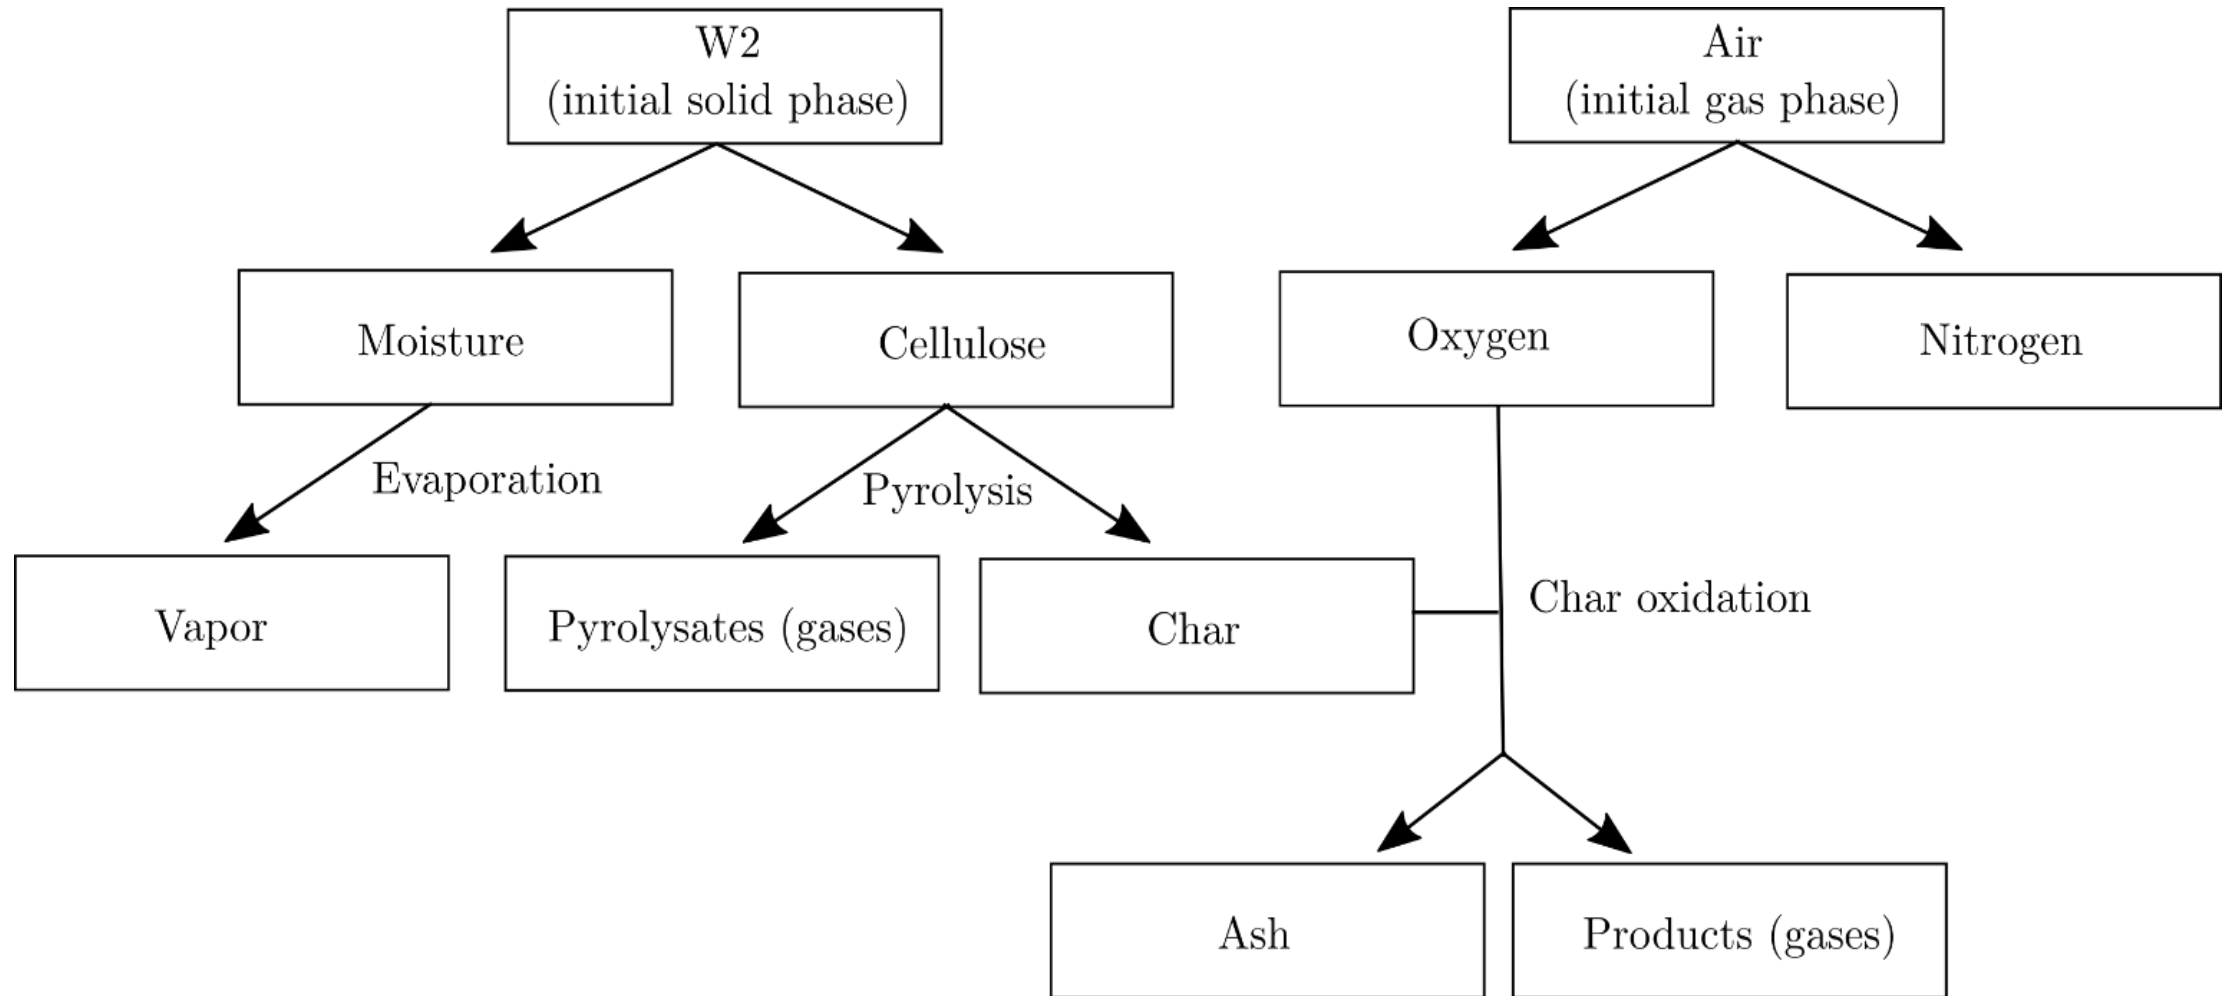 W2
(initial solid phase)
Air
(initial gas phase)
Moisture
Cellulose
Oxygen
Nitrogen
Evaporation
Pyrolysis
Vapor
Pyrolysates (gases)
Char
Char oxidation
Ash
Products (gases)